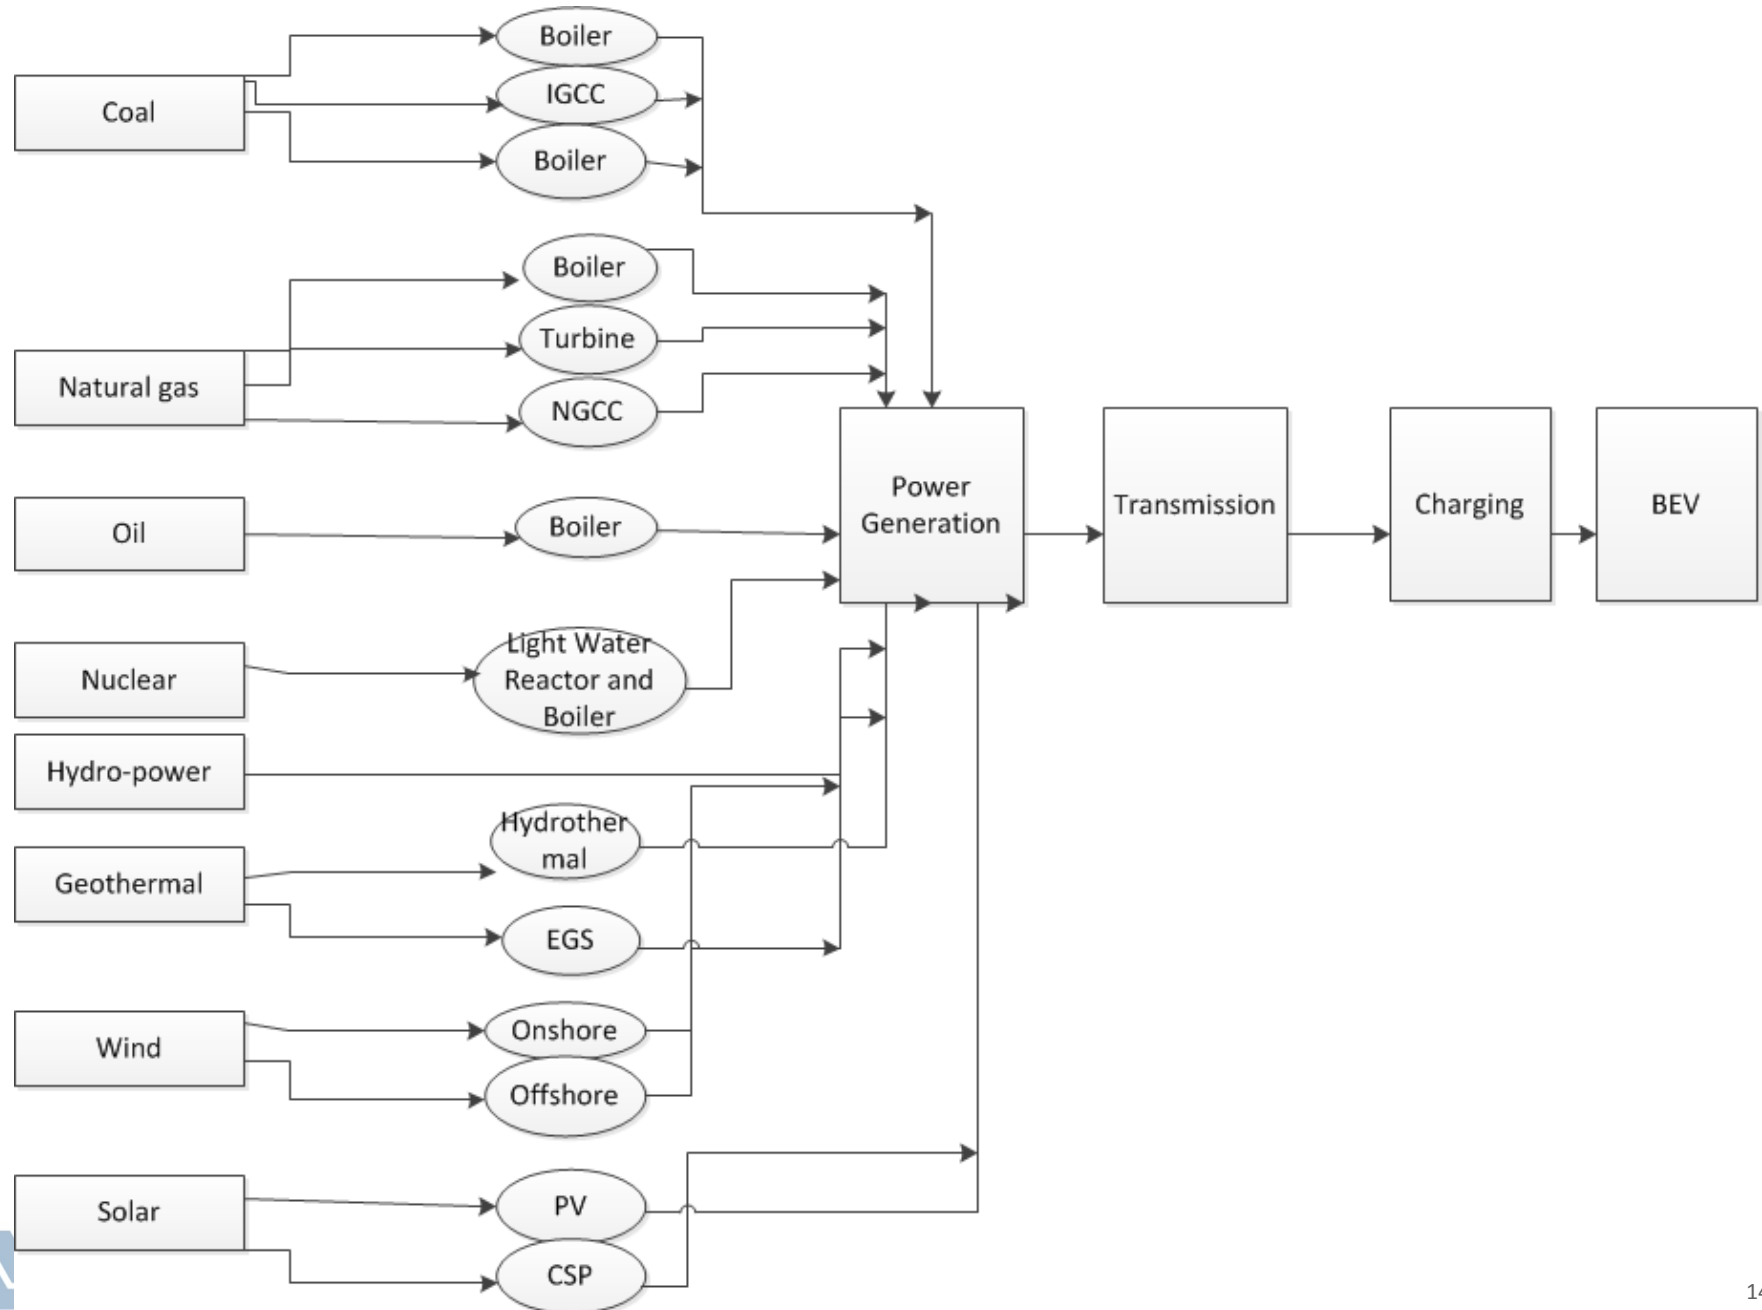 Coal
Boiler
IGCC
Boiler
Natural gas
Boiler
Turbine
NGCC
Oil
Boiler
Nuclear
Light Water
Reactor and
Boiler
Hydro-power
Geothermal
Hydrother
mal
EGS
Wind
Onshore
Offshore
Solar
PV
CSP
Power
Generation
Transmission
Charging
BEV